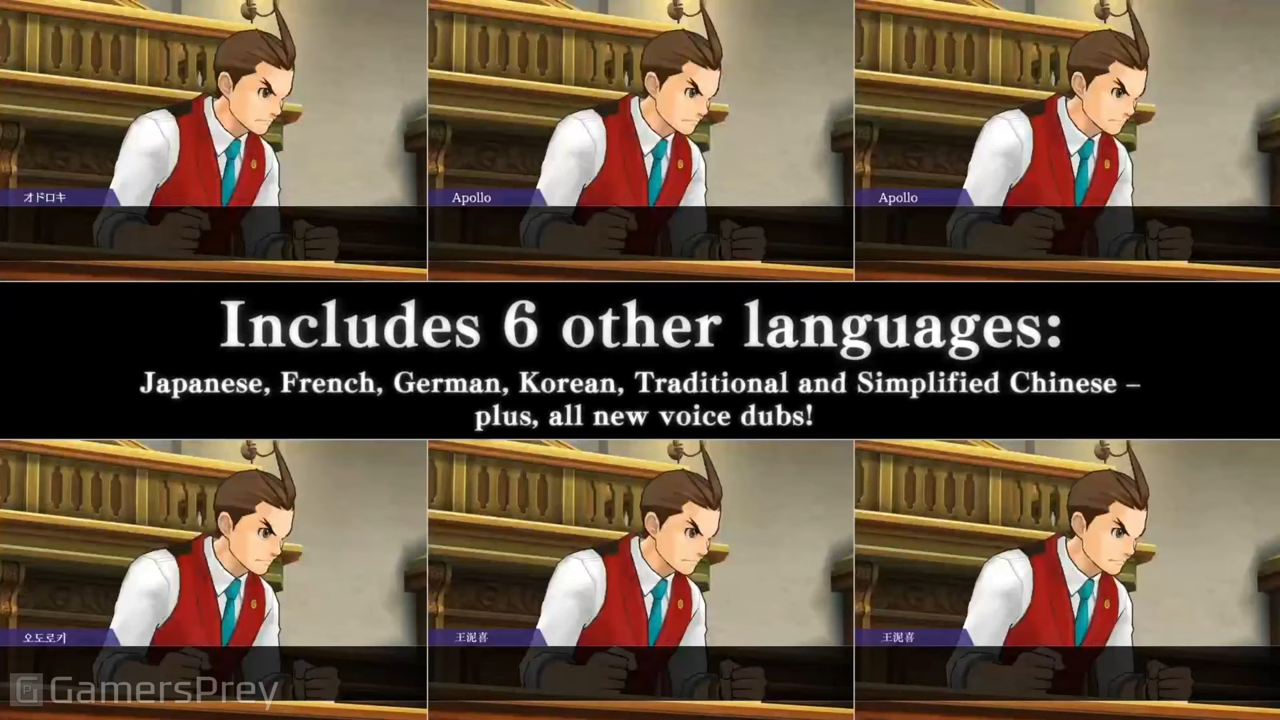 オドロキ
Apollo
Apollo
Includes 6 other languages:
Japanese, French, German, Korean, Traditional and Simplified Chinese –
plus, all new voice dubs!
오도로키
王泥喜
王泥喜
GamersPrey